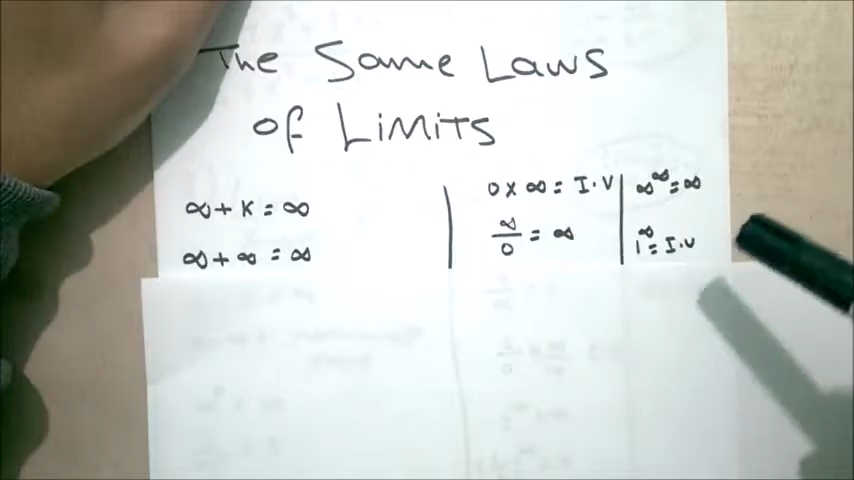 The Same Laws
of Limits
∞ + K = ∞
∞ + ∞ = ∞
0 x ∞ = I.V
∞/0 = ∞
∞^∞ = ∞
1^∞ = I.V